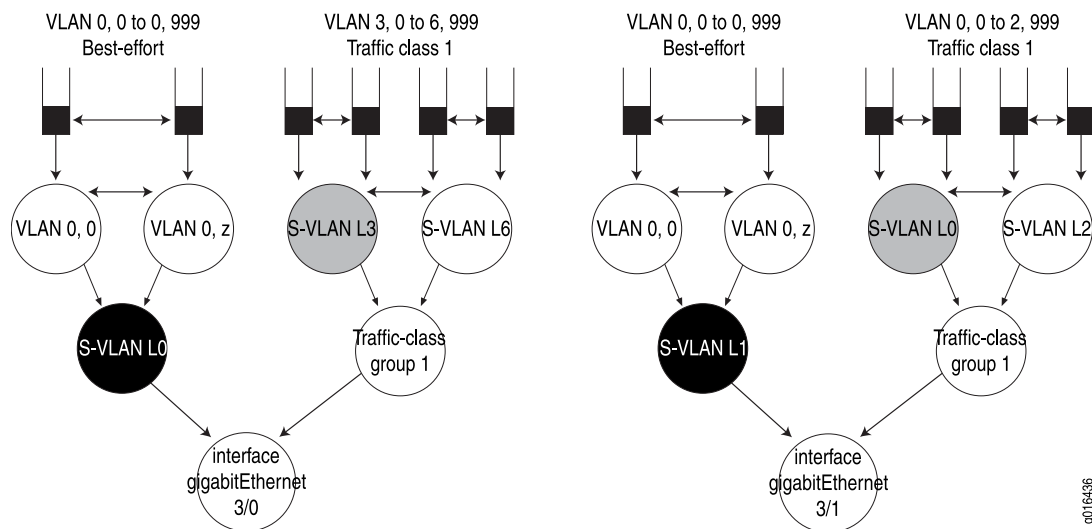 VLAN 0, 0 to 0, 999
Best-effort
VLAN 3, 0 to 6, 999
Traffic class 1
VLAN 0, 0 to 0, 999
Best-effort
VLAN 0, 0 to 2, 999
Traffic class 1
VLAN 0, 0
VLAN 0, z
S-VLAN L3
S-VLAN L6
VLAN 0, 0
VLAN 0, z
S-VLAN L0
S-VLAN L2
S-VLAN L0
Traffic-class
group 1
S-VLAN L1
Traffic-class
group 1
interface
gigabitEthernet
3/0
interface
gigabitEthernet
3/1
g016436